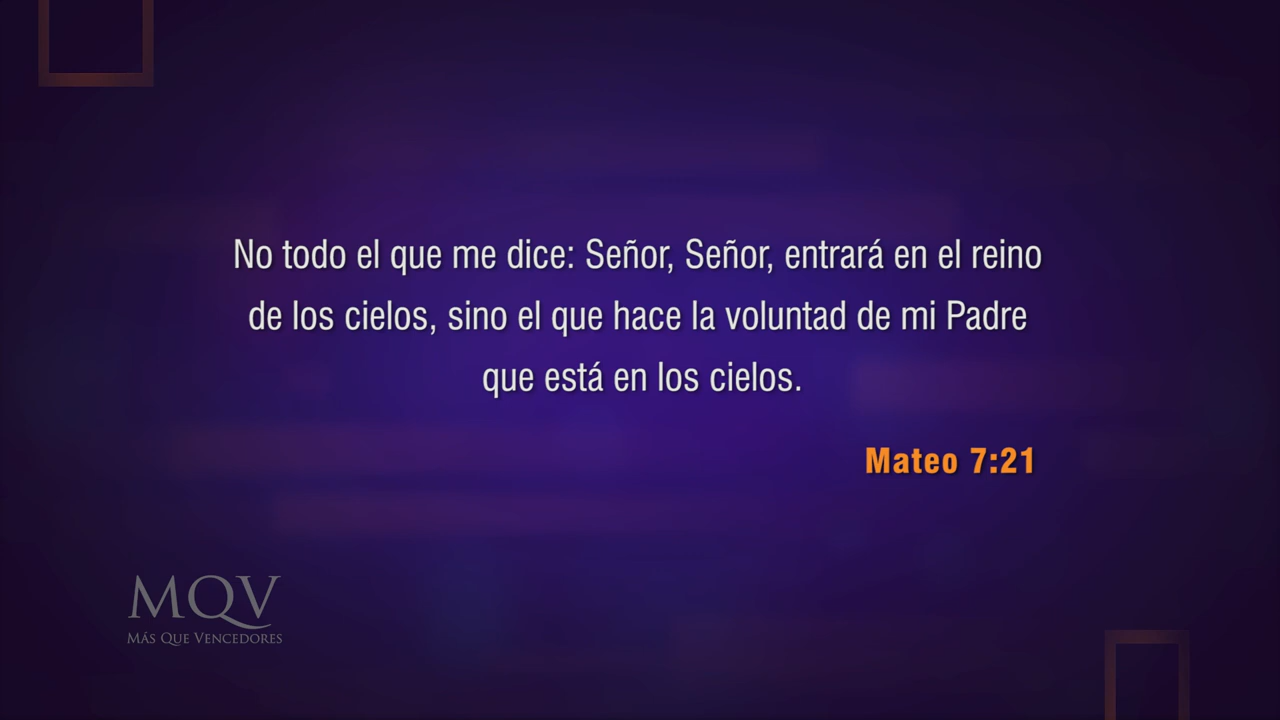 No todo el que me dice: Señor, Señor, entrará en el reino
de los cielos, sino el que hace la voluntad de mi Padre
que está en los cielos.
Mateo 7:21
MQV
MÁS QUE VENCEDORES